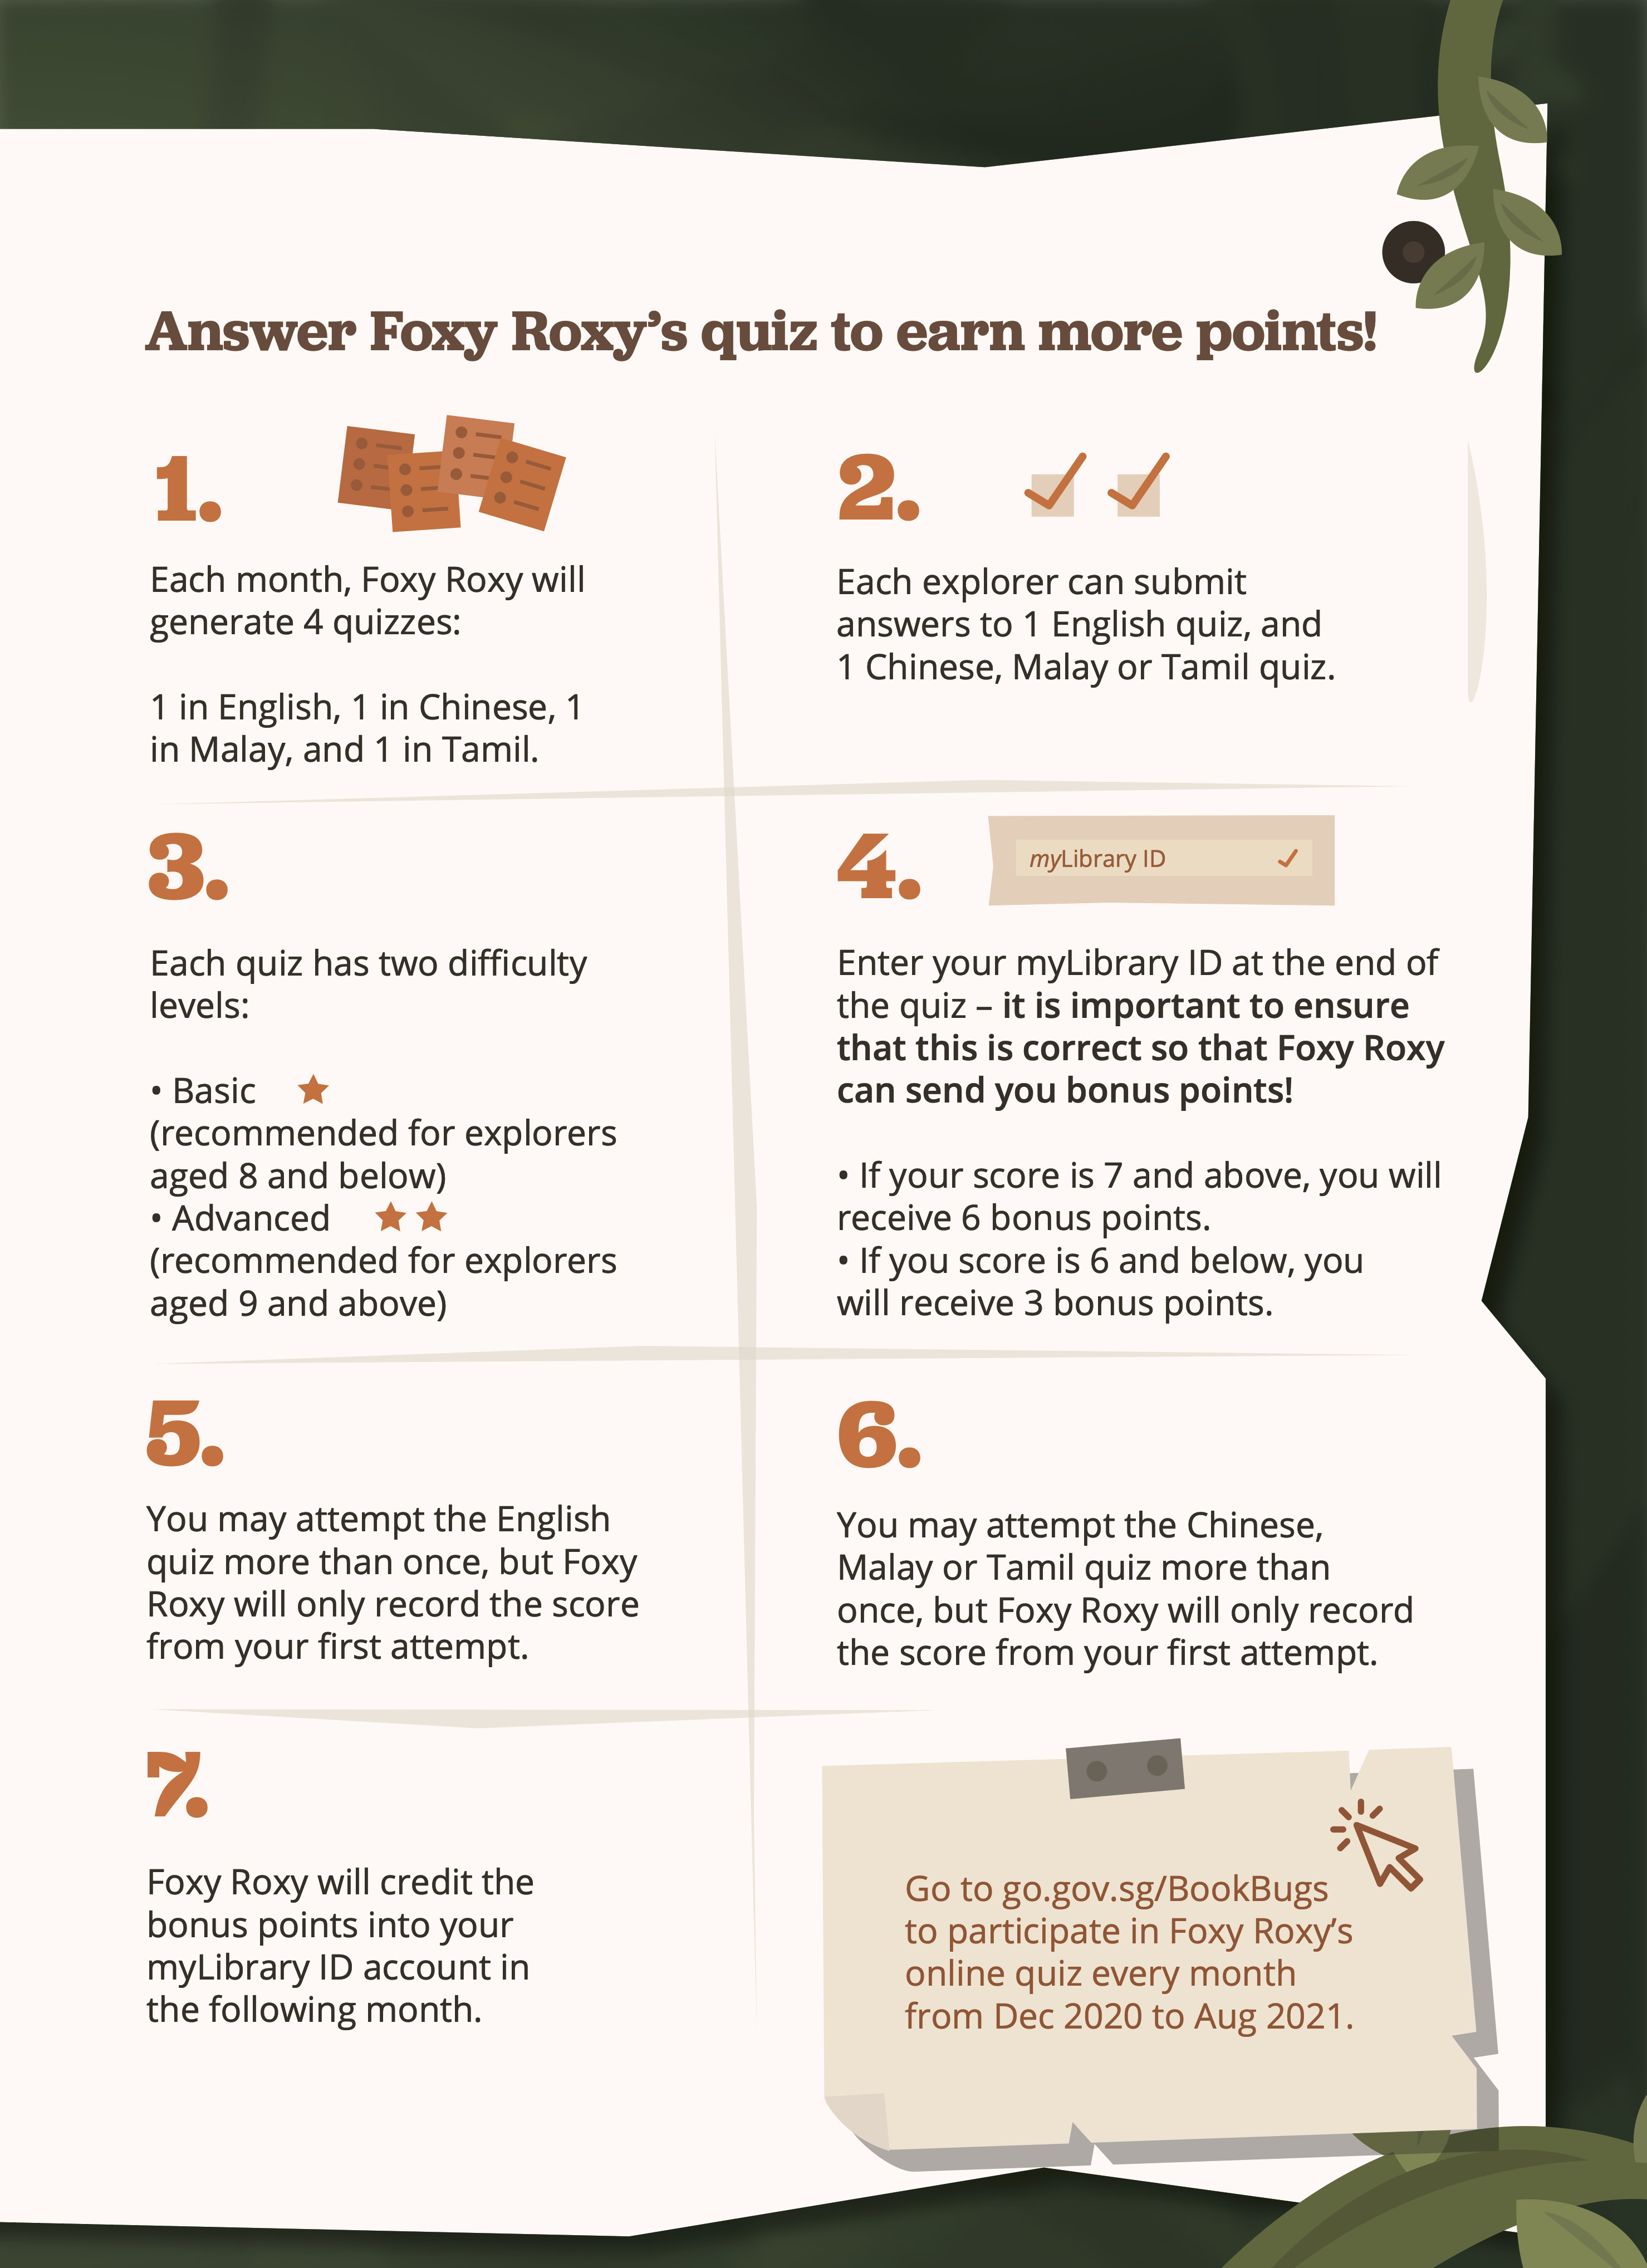 Answer Foxy Roxy’s quiz to earn more points!
1.
Each month, Foxy Roxy will
generate 4 quizzes:
1 in English, 1 in Chinese, 1
in Malay, and 1 in Tamil.
2.
Each explorer can submit
answers to 1 English quiz, and
1 Chinese, Malay or Tamil quiz.
3.
Each quiz has two difficulty
levels:
• Basic
(recommended for explorers
aged 8 and below)
• Advanced
(recommended for explorers
aged 9 and above)
4.
myLibrary ID
Enter your myLibrary ID at the end of
the quiz – it is important to ensure
that this is correct so that Foxy Roxy
can send you bonus points!
• If your score is 7 and above, you will
receive 6 bonus points.
• If you score is 6 and below, you
will receive 3 bonus points.
5.
You may attempt the English
quiz more than once, but Foxy
Roxy will only record the score
from your first attempt.
6.
You may attempt the Chinese,
Malay or Tamil quiz more than
once, but Foxy Roxy will only record
the score from your first attempt.
7.
Foxy Roxy will credit the
bonus points into your
myLibrary ID account in
the following month.
Go to go.gov.sg/BookBugs
to participate in Foxy Roxy’s
online quiz every month
from Dec 2020 to Aug 2021.